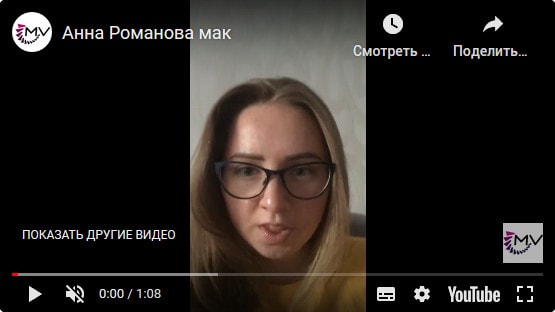 M.V
Анна Романова мак
Смотреть ...
Поделить...
ПОКАЗАТЬ ДРУГИЕ ВИДЕО
M.V
0:00 / 1:08
YouTube